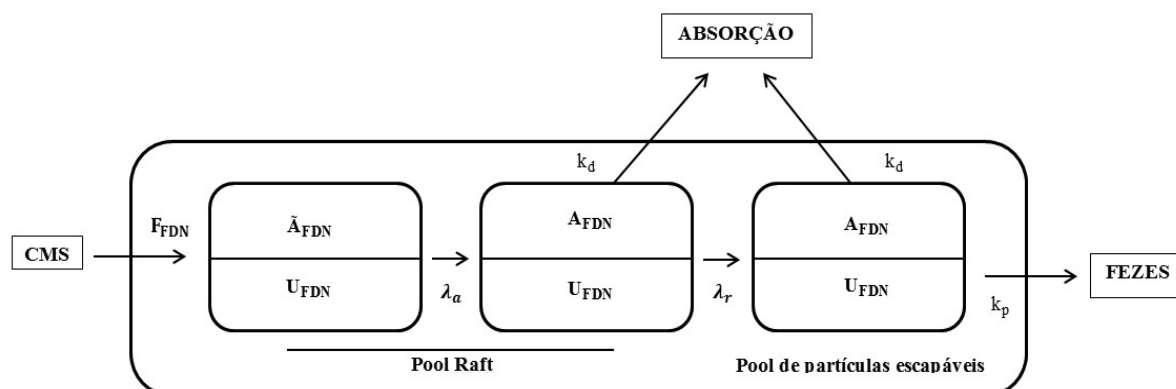 ABSORÇÃO
k_d
k_d
F_FDN
Ã_FDN
A_FDN
A_FDN
CMS
FEZES
U_FDN
λ_a
U_FDN
λ_r
U_FDN
k_p
Pool Raft
Pool de partículas escapáveis